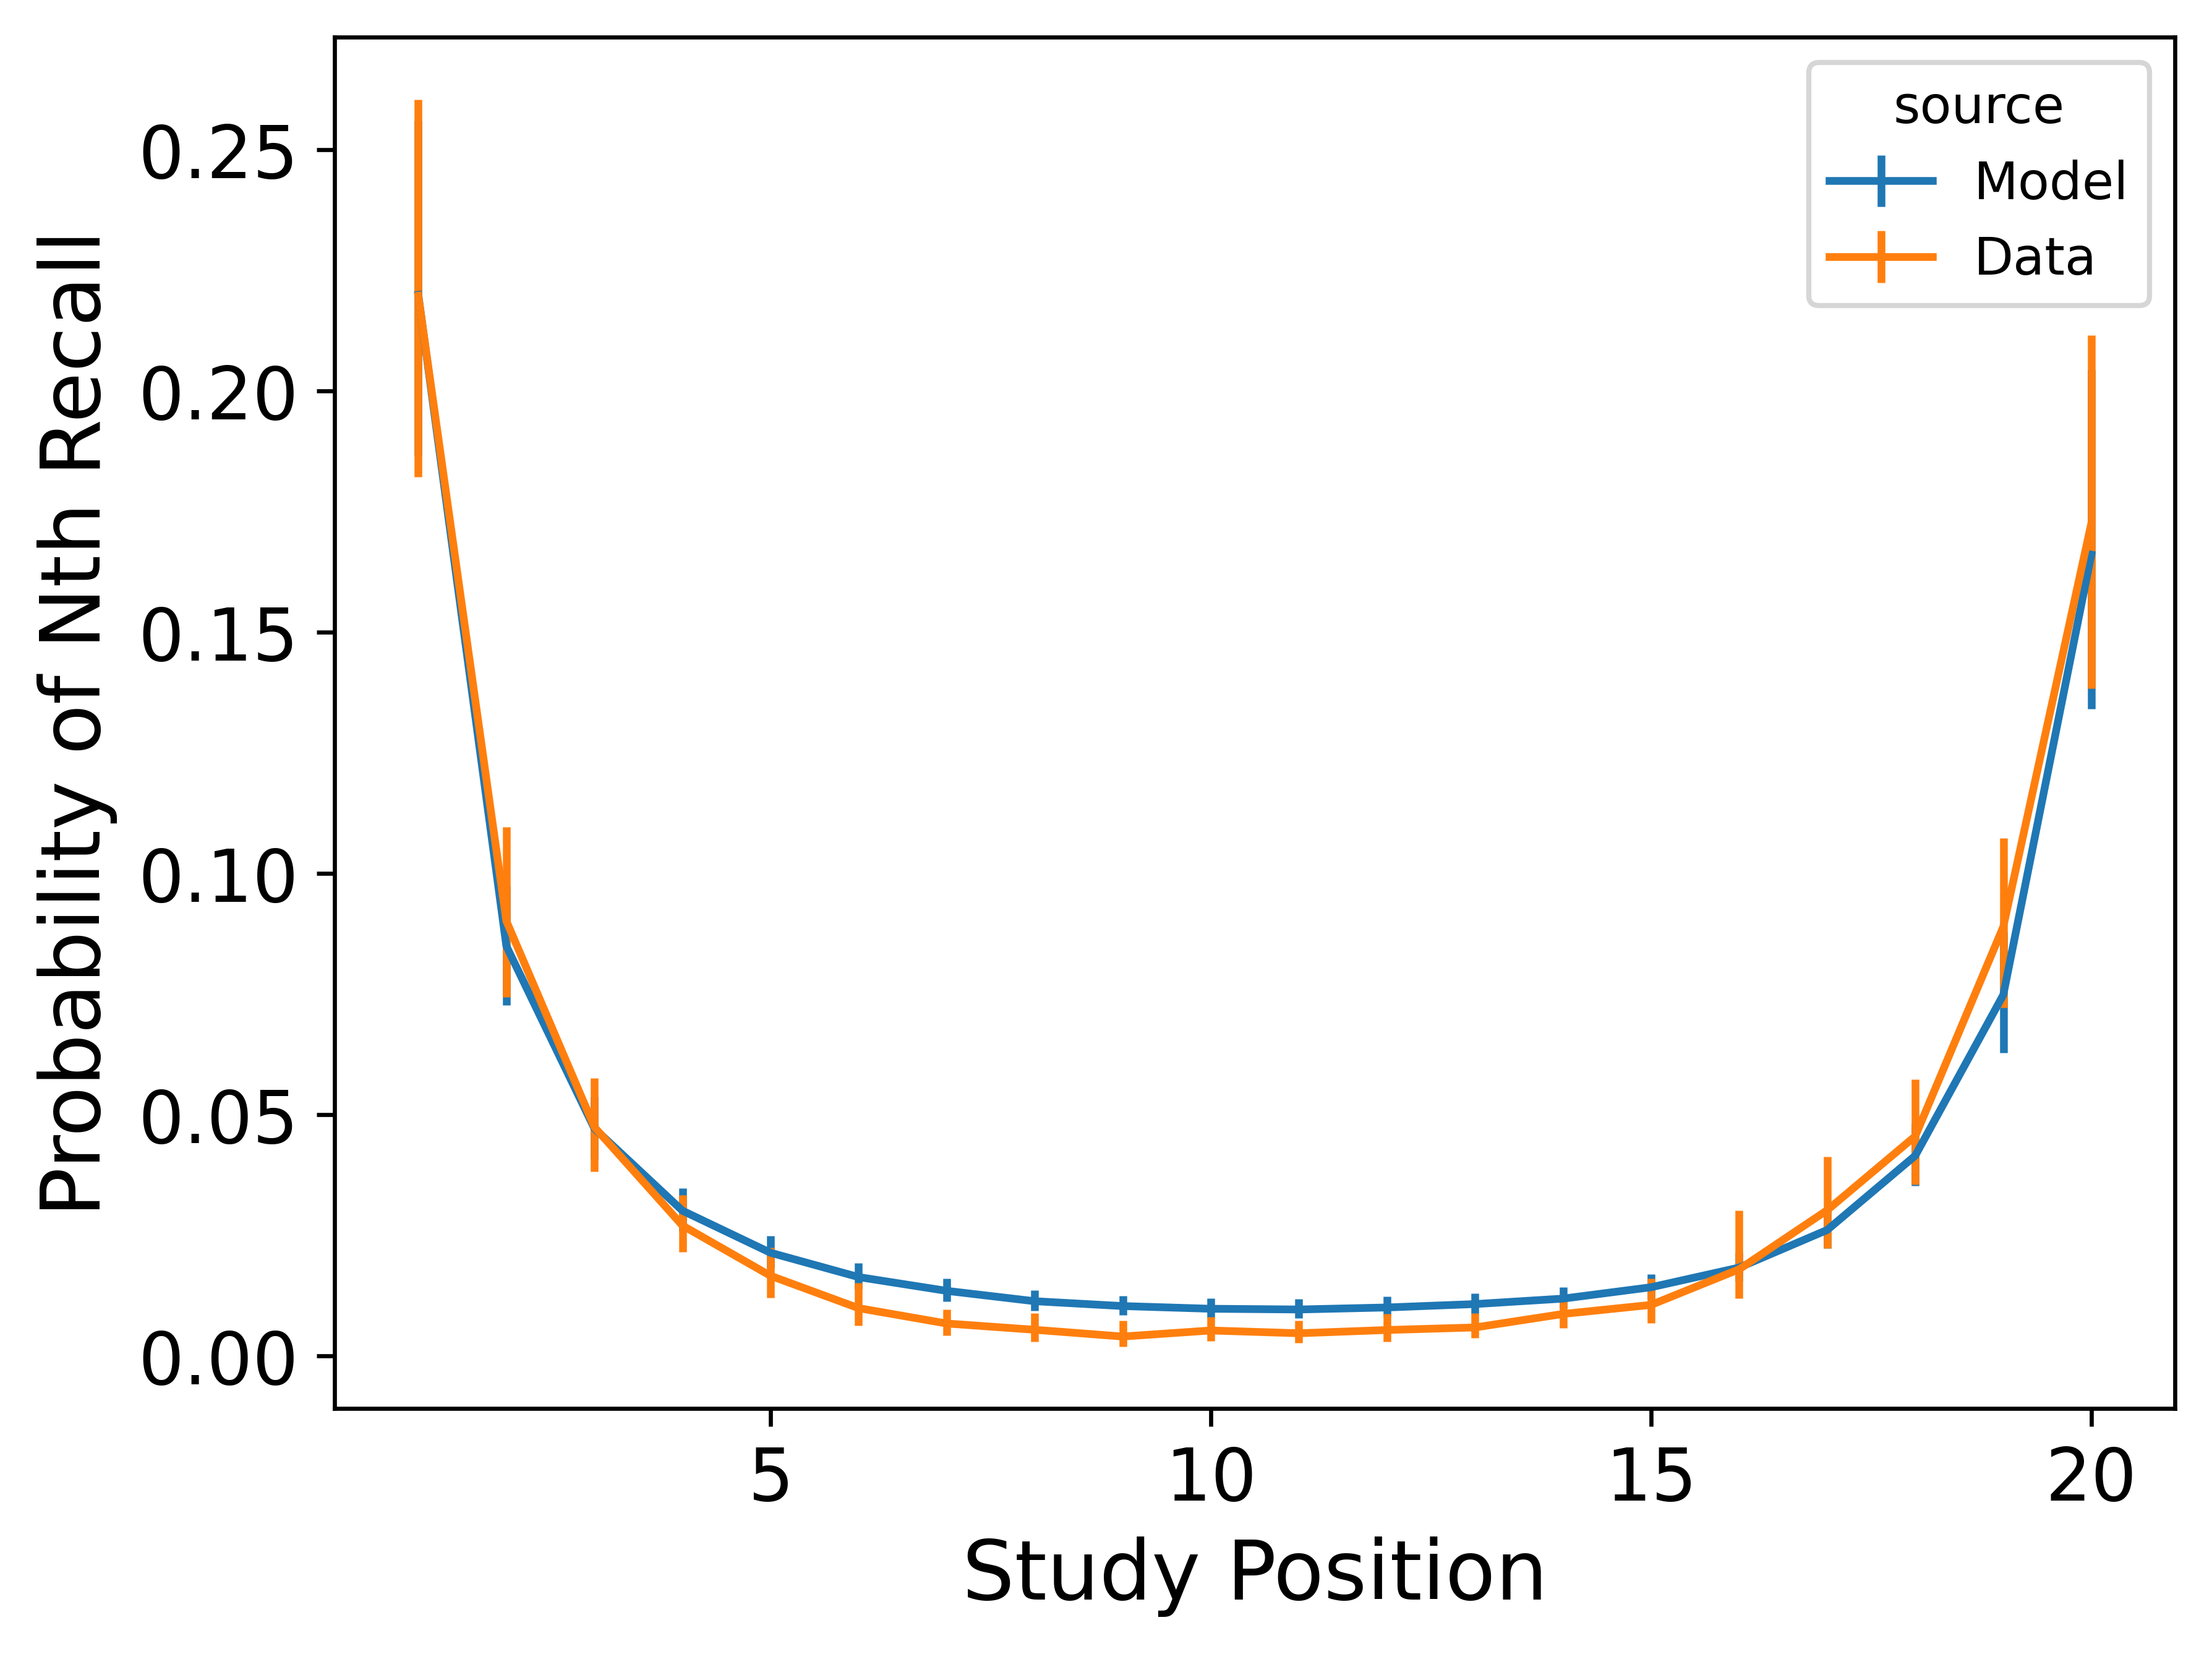 source
Model
Data
0.25
0.20
0.15
0.10
0.05
0.00
Probability of Nth Recall
5 10 15 20
Study Position